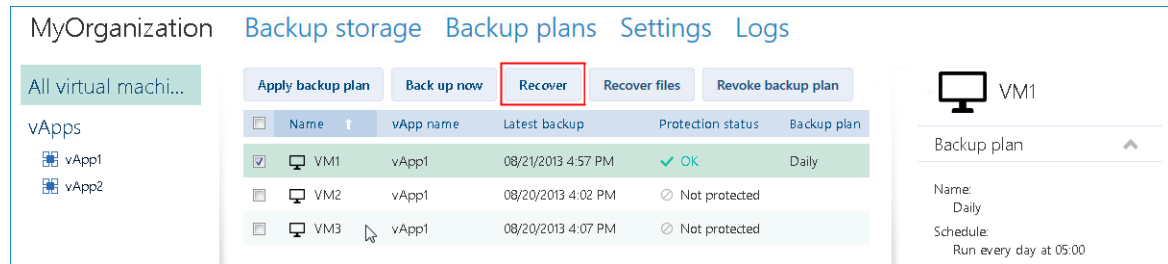 MyOrganization Backup storage Backup plans Settings Logs
All virtual machi...
vApps
vApp1
vApp2
Apply backup plan Back up now Recover Recover files Revoke backup plan
Name vApp name Latest backup Protection status Backup plan
VM1 vApp1 08/21/2013 4:57 PM OK Daily
VM2 vApp1 08/20/2013 4:02 PM Not protected
VM3 vApp1 08/20/2013 4:07 PM Not protected
VM1
Backup plan
Name:
Daily
Schedule:
Run every day at 05:00